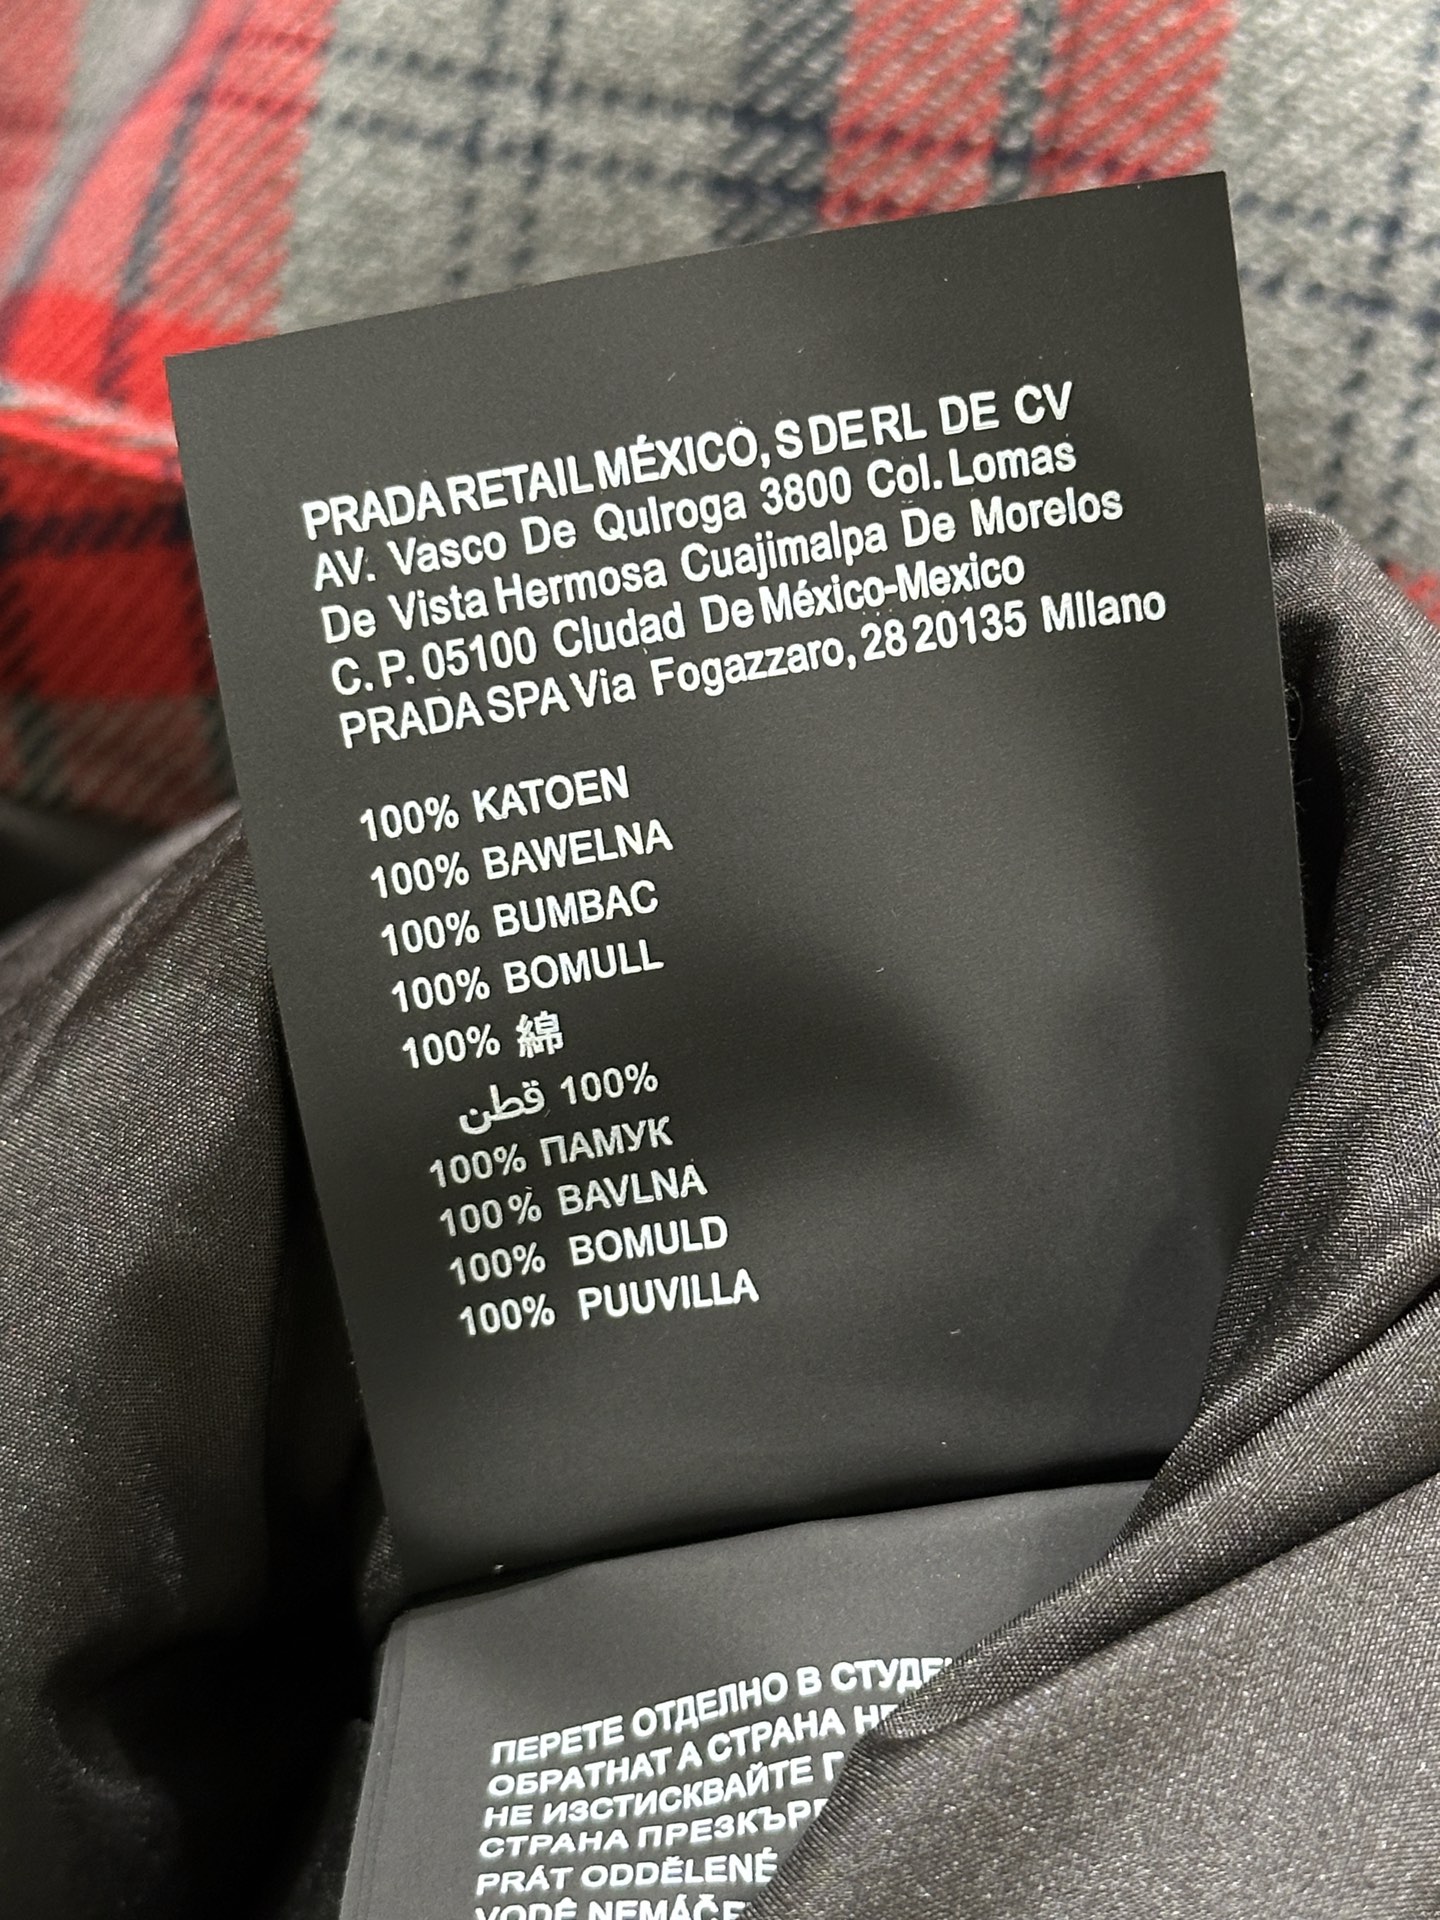 PRADA RETAIL MÉXICO, S DE RL DE CV
AV. Vasco De Qulroga 3800 Col. Lomas
De Vista Hermosa Cuajimalpa De Morelos
C. P. 05100 Cludad De México-Mexico
PRADA SPA Via Fogazzaro, 28 20135 Mllano
100% KATOEN
100% BAWELNA
100% BUMBAC
100% BOMULL
100% 綿
100% قطن
100% ПАМУК
100% BAVLNA
100% BOMULD
100% PUUVILLA
ПЕРЕТЕ ОТДЕЛНО В
ОБРАТНАТ А СТРАНА
НЕ ИЗСТИСКВАЙТЕ
СТРАНА
PRÁT ODDĚLENÉ